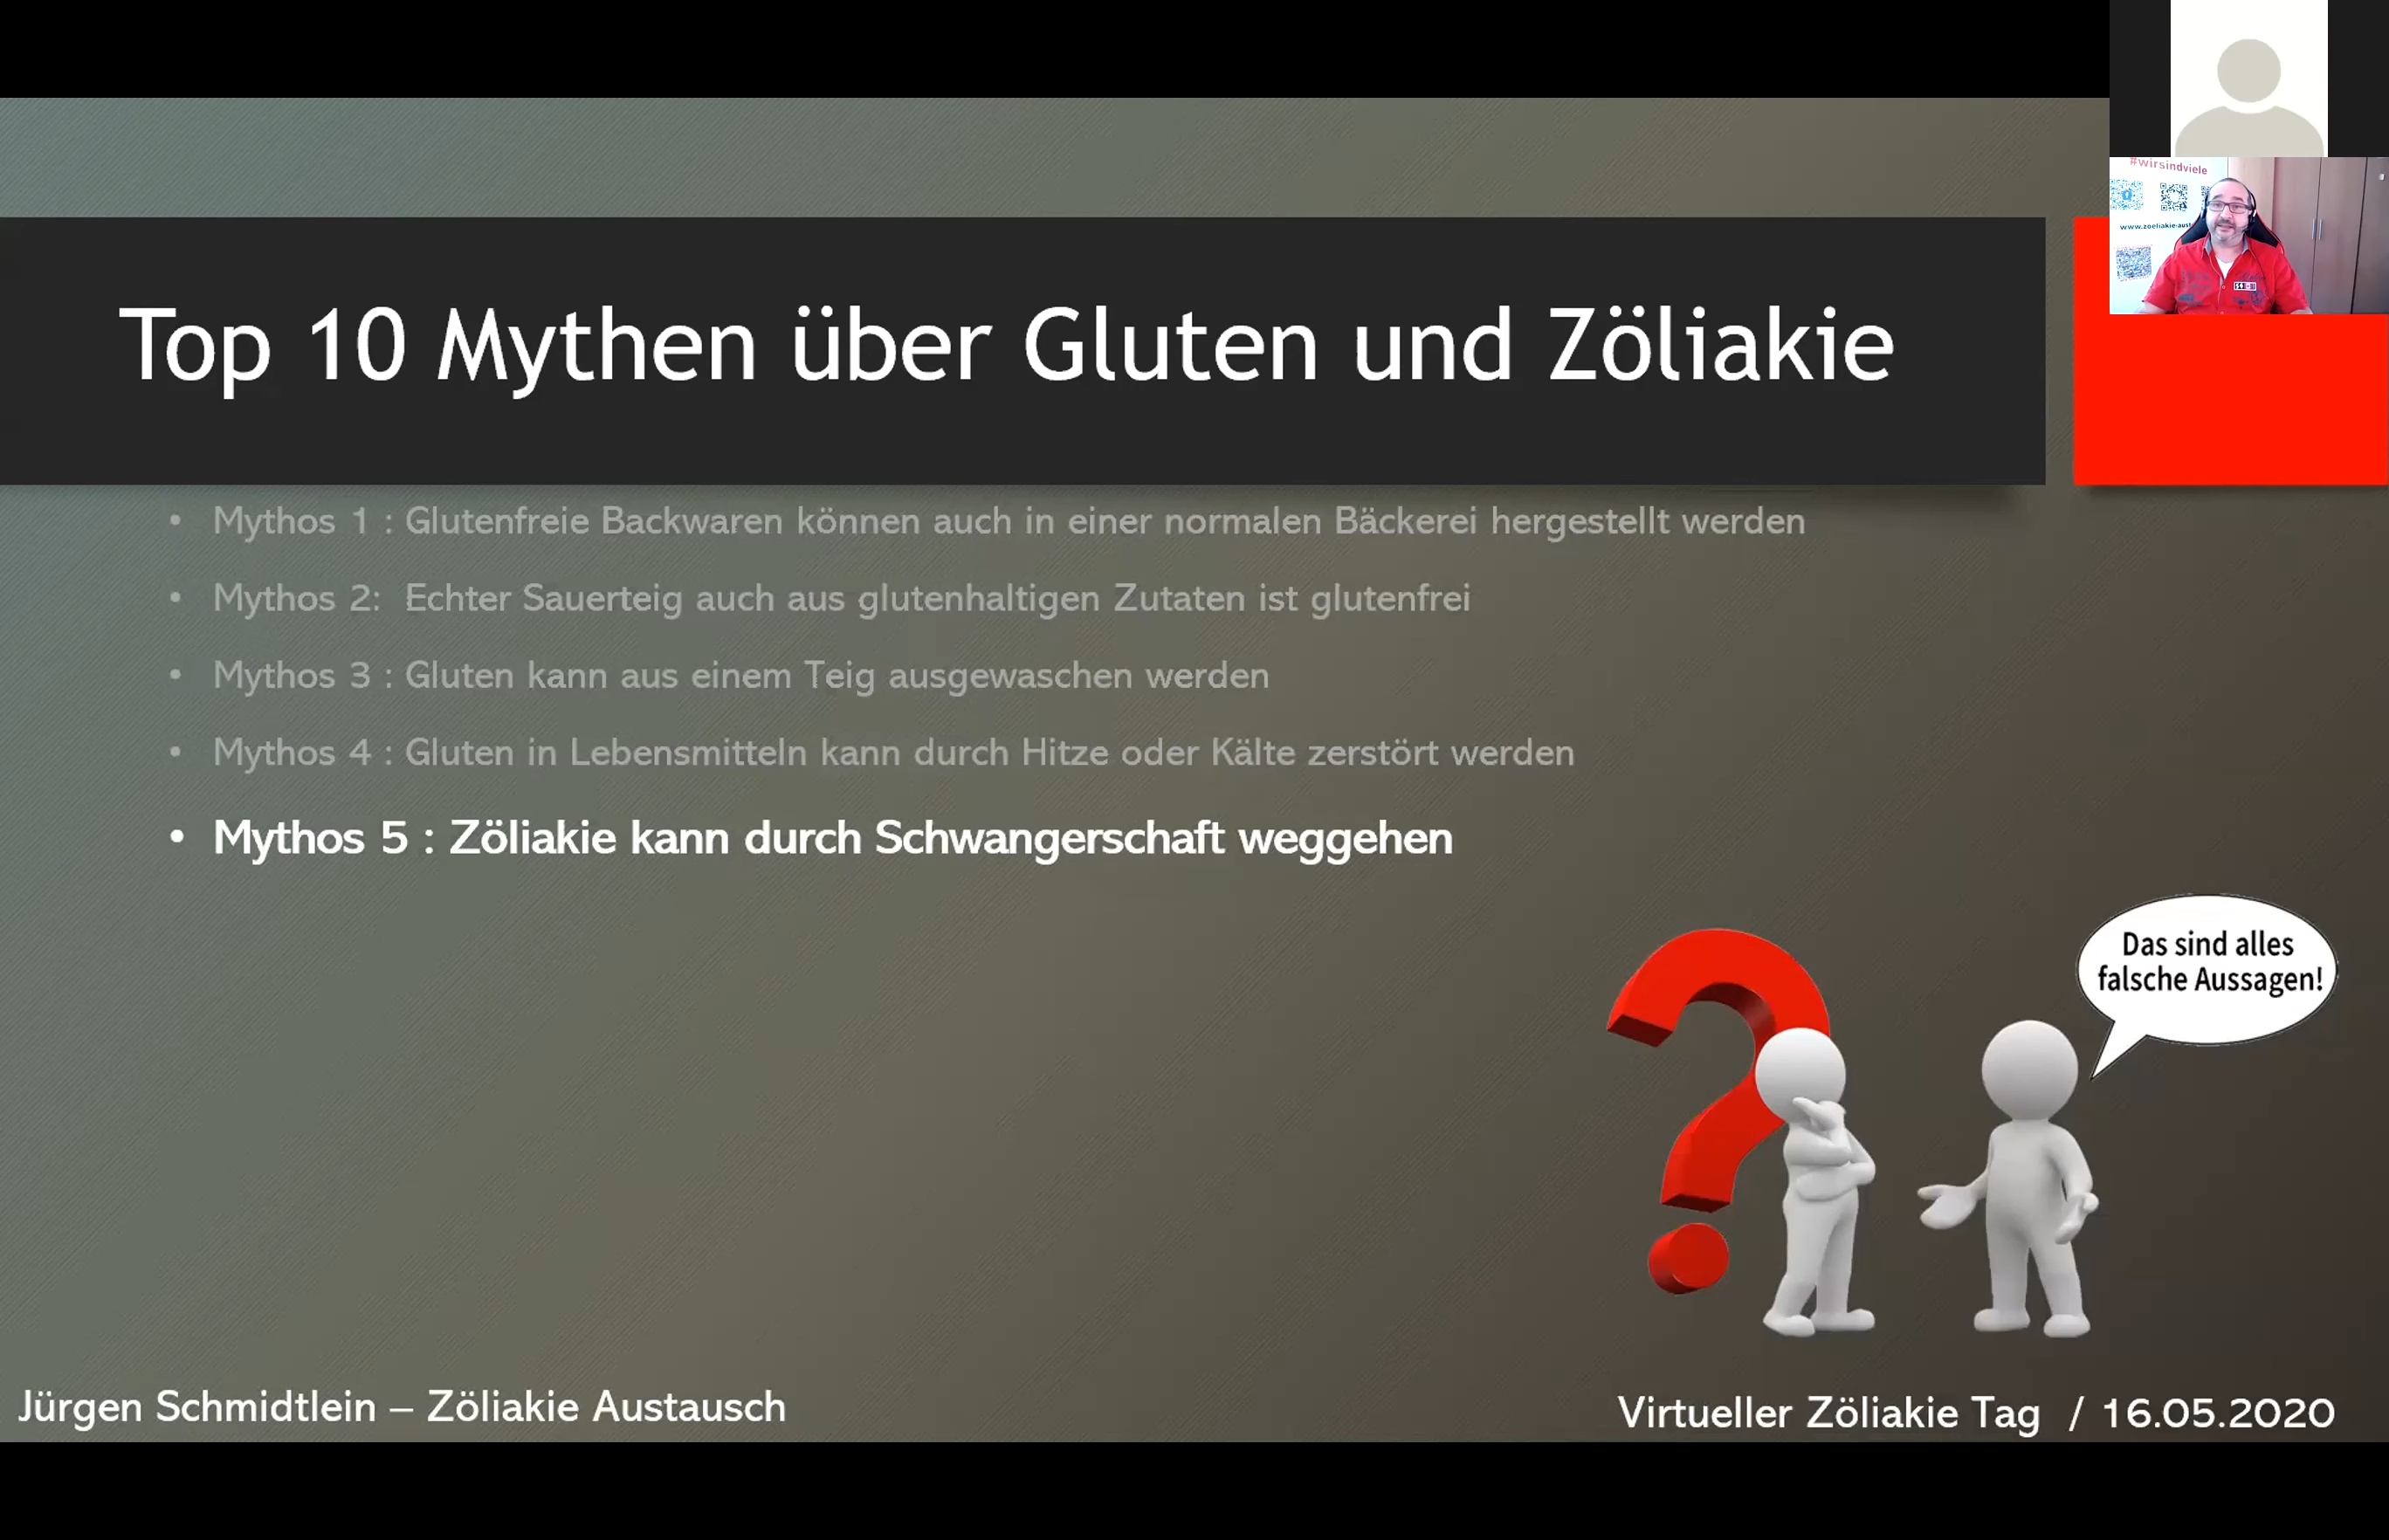 #wirsindviele
www.zoeliakie-aust
Top 10 Mythen über Gluten und Zöliakie
• Mythos 1 : Glutenfreie Backwaren können auch in einer normalen Bäckerei hergestellt werden
• Mythos 2: Echter Sauerteig auch aus glutenhaltigen Zutaten ist glutenfrei
• Mythos 3 : Gluten kann aus einem Teig ausgewaschen werden
• Mythos 4 : Gluten in Lebensmitteln kann durch Hitze oder Kälte zerstört werden
• Mythos 5 : Zöliakie kann durch Schwangerschaft weggehen
Das sind alles
falsche Aussagen!
Jürgen Schmidtlein – Zöliakie Austausch
Virtueller Zöliakie Tag / 16.05.2020